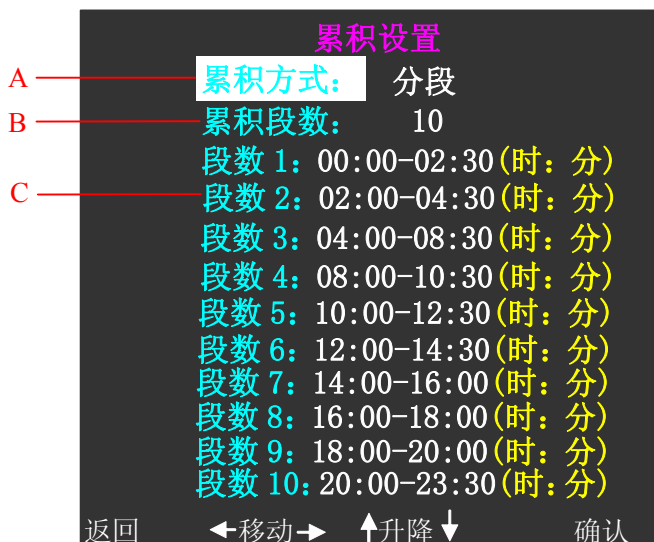 累积设置
A 累积方式： 分段
B 累积段数： 10
段数 1：00:00-02:30(时：分)
C 段数 2：02:00-04:30(时：分)
段数 3：04:00-08:30(时：分)
段数 4：08:00-10:30(时：分)
段数 5：10:00-12:30(时：分)
段数 6：12:00-14:30(时：分)
段数 7：14:00-16:00(时：分)
段数 8：16:00-18:00(时：分)
段数 9：18:00-20:00(时：分)
段数 10：20:00-23:30(时：分)
返回 ←移动→ ↑升降↓ 确认